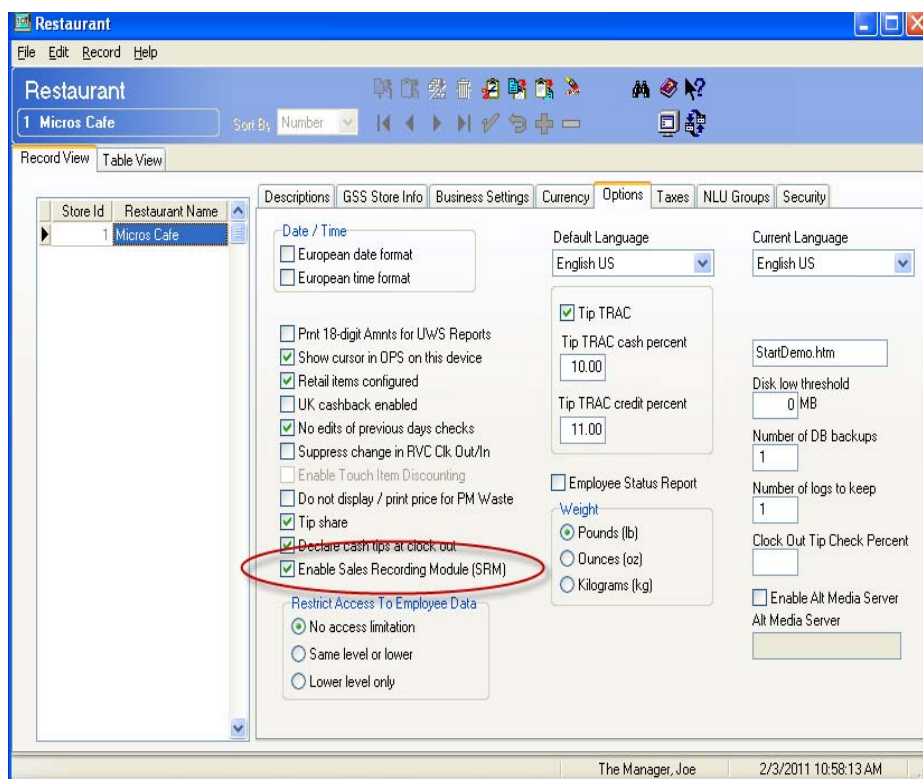 Restaurant
File Edit Record Help
Restaurant
1 Micros Cafe
Sort By Number
Record View Table View
Store Id Restaurant Name
1 Micros Cafe
Descriptions GSS Store Info Business Settings Currency Options Taxes NLU Groups Security
Date / Time
European date format
European time format
Prnt 18-digit Amnts for UWS Reports
Show cursor in OPS on this device
Retail items configured
UK cashback enabled
No edits of previous days checks
Suppress change in RVC Clk Out/In
Enable Touch Item Discounting
Do not display / print price for PM Waste
Tip share
Declare cash tips at clock out
Enable Sales Recording Module (SRM)
Restrict Access To Employee Data
No access limitation
Same level or lower
Lower level only
Default Language
English US
Tip TRAC
Tip TRAC cash percent
10.00
Tip TRAC credit percent
11.00
Employee Status Report
Weight
Pounds (lb)
Ounces (oz)
Kilograms (kg)
Current Language
English US
StartDemo.htm
Disk low threshold
0 MB
Number of DB backups
1
Number of logs to keep
1
Clock Out Tip Check Percent
Enable Alt Media Server
Alt Media Server
The Manager, Joe 2/3/2011 10:58:13 AM